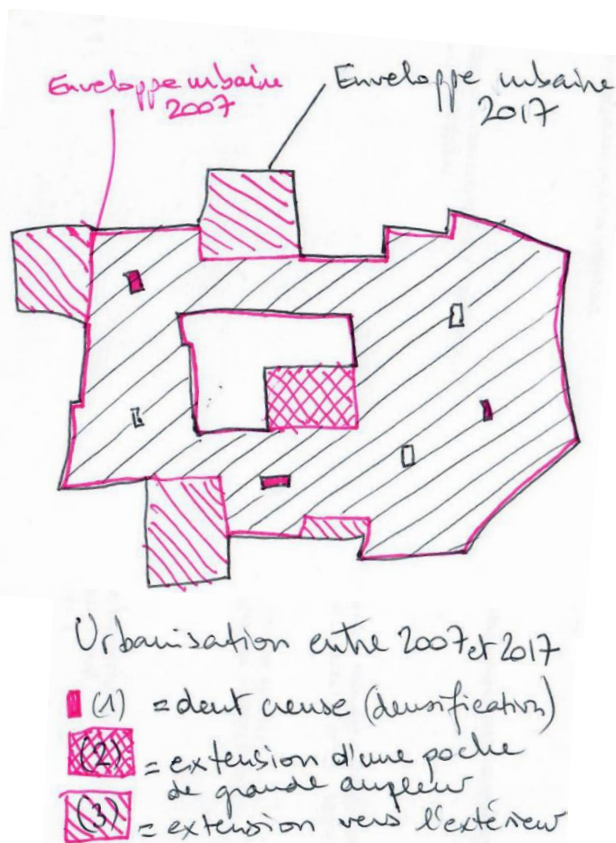 Enveloppe urbaine
2007
Enveloppe urbaine
2017
Urbanisation entre 2007 et 2017
(1) = dent creuse (densification)
(2) = extension d'une poche
de grande ampleur
(3) = extension vers l'extérieur